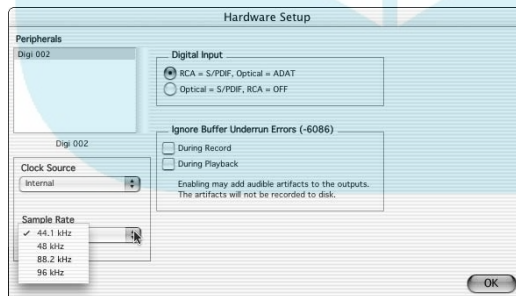 Hardware Setup
Peripherals
Digi 002
Digi 002
Clock Source
Internal
Sample Rate
✓ 44.1 kHz
48 kHz
88.2 kHz
96 kHz
Digital Input
RCA = S/PDIF, Optical = ADAT
Optical = S/PDIF, RCA = OFF
Ignore Buffer Underrun Errors (-6086)
During Record
During Playback
Enabling may add audible artifacts to the outputs.
The artifacts will not be recorded to disk.
OK